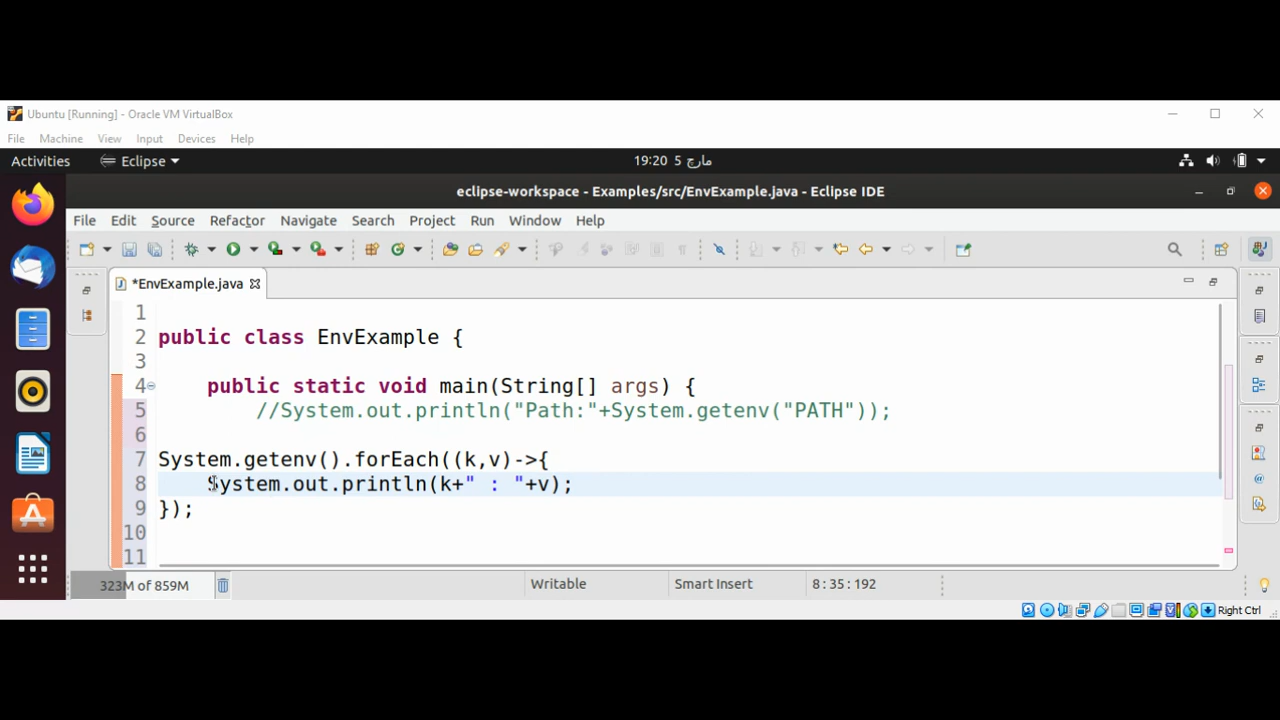 Ubuntu [Running] - Oracle VM VirtualBox
File Machine View Input Devices Help
Activities Eclipse 19:20 5 مارچ
eclipse-workspace - Examples/src/EnvExample.java - Eclipse IDE
File Edit Source Refactor Navigate Search Project Run Window Help
*EnvExample.java
1
2 public class EnvExample {
3
4 public static void main(String[] args) {
5 //System.out.println("Path:"+System.getenv("PATH"));
6
7 System.getenv().forEach((k,v)->{
8 System.out.println(k+" : "+v);
9 });
10
11
323M of 859M Writable Smart Insert 8 : 35 : 192
Right Ctrl